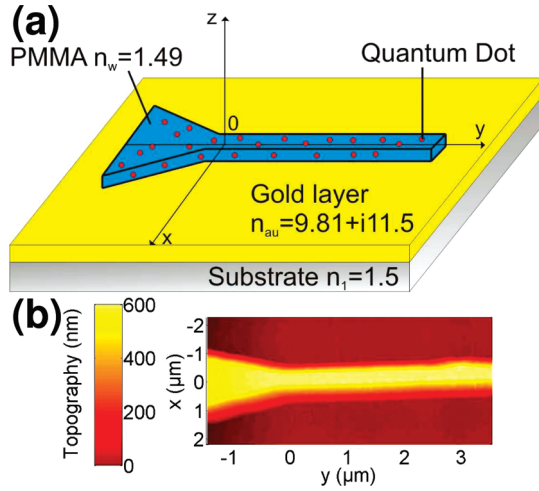 (a)
z
PMMA n_w=1.49
Quantum Dot
0
y
Gold layer
n_au=9.81+i11.5
x
Substrate n_1=1.5
(b)
Topography (nm)
600
400
200
0
x (μm)
-2
-1
0
1
2
-1 0 1 2 3
y (μm)